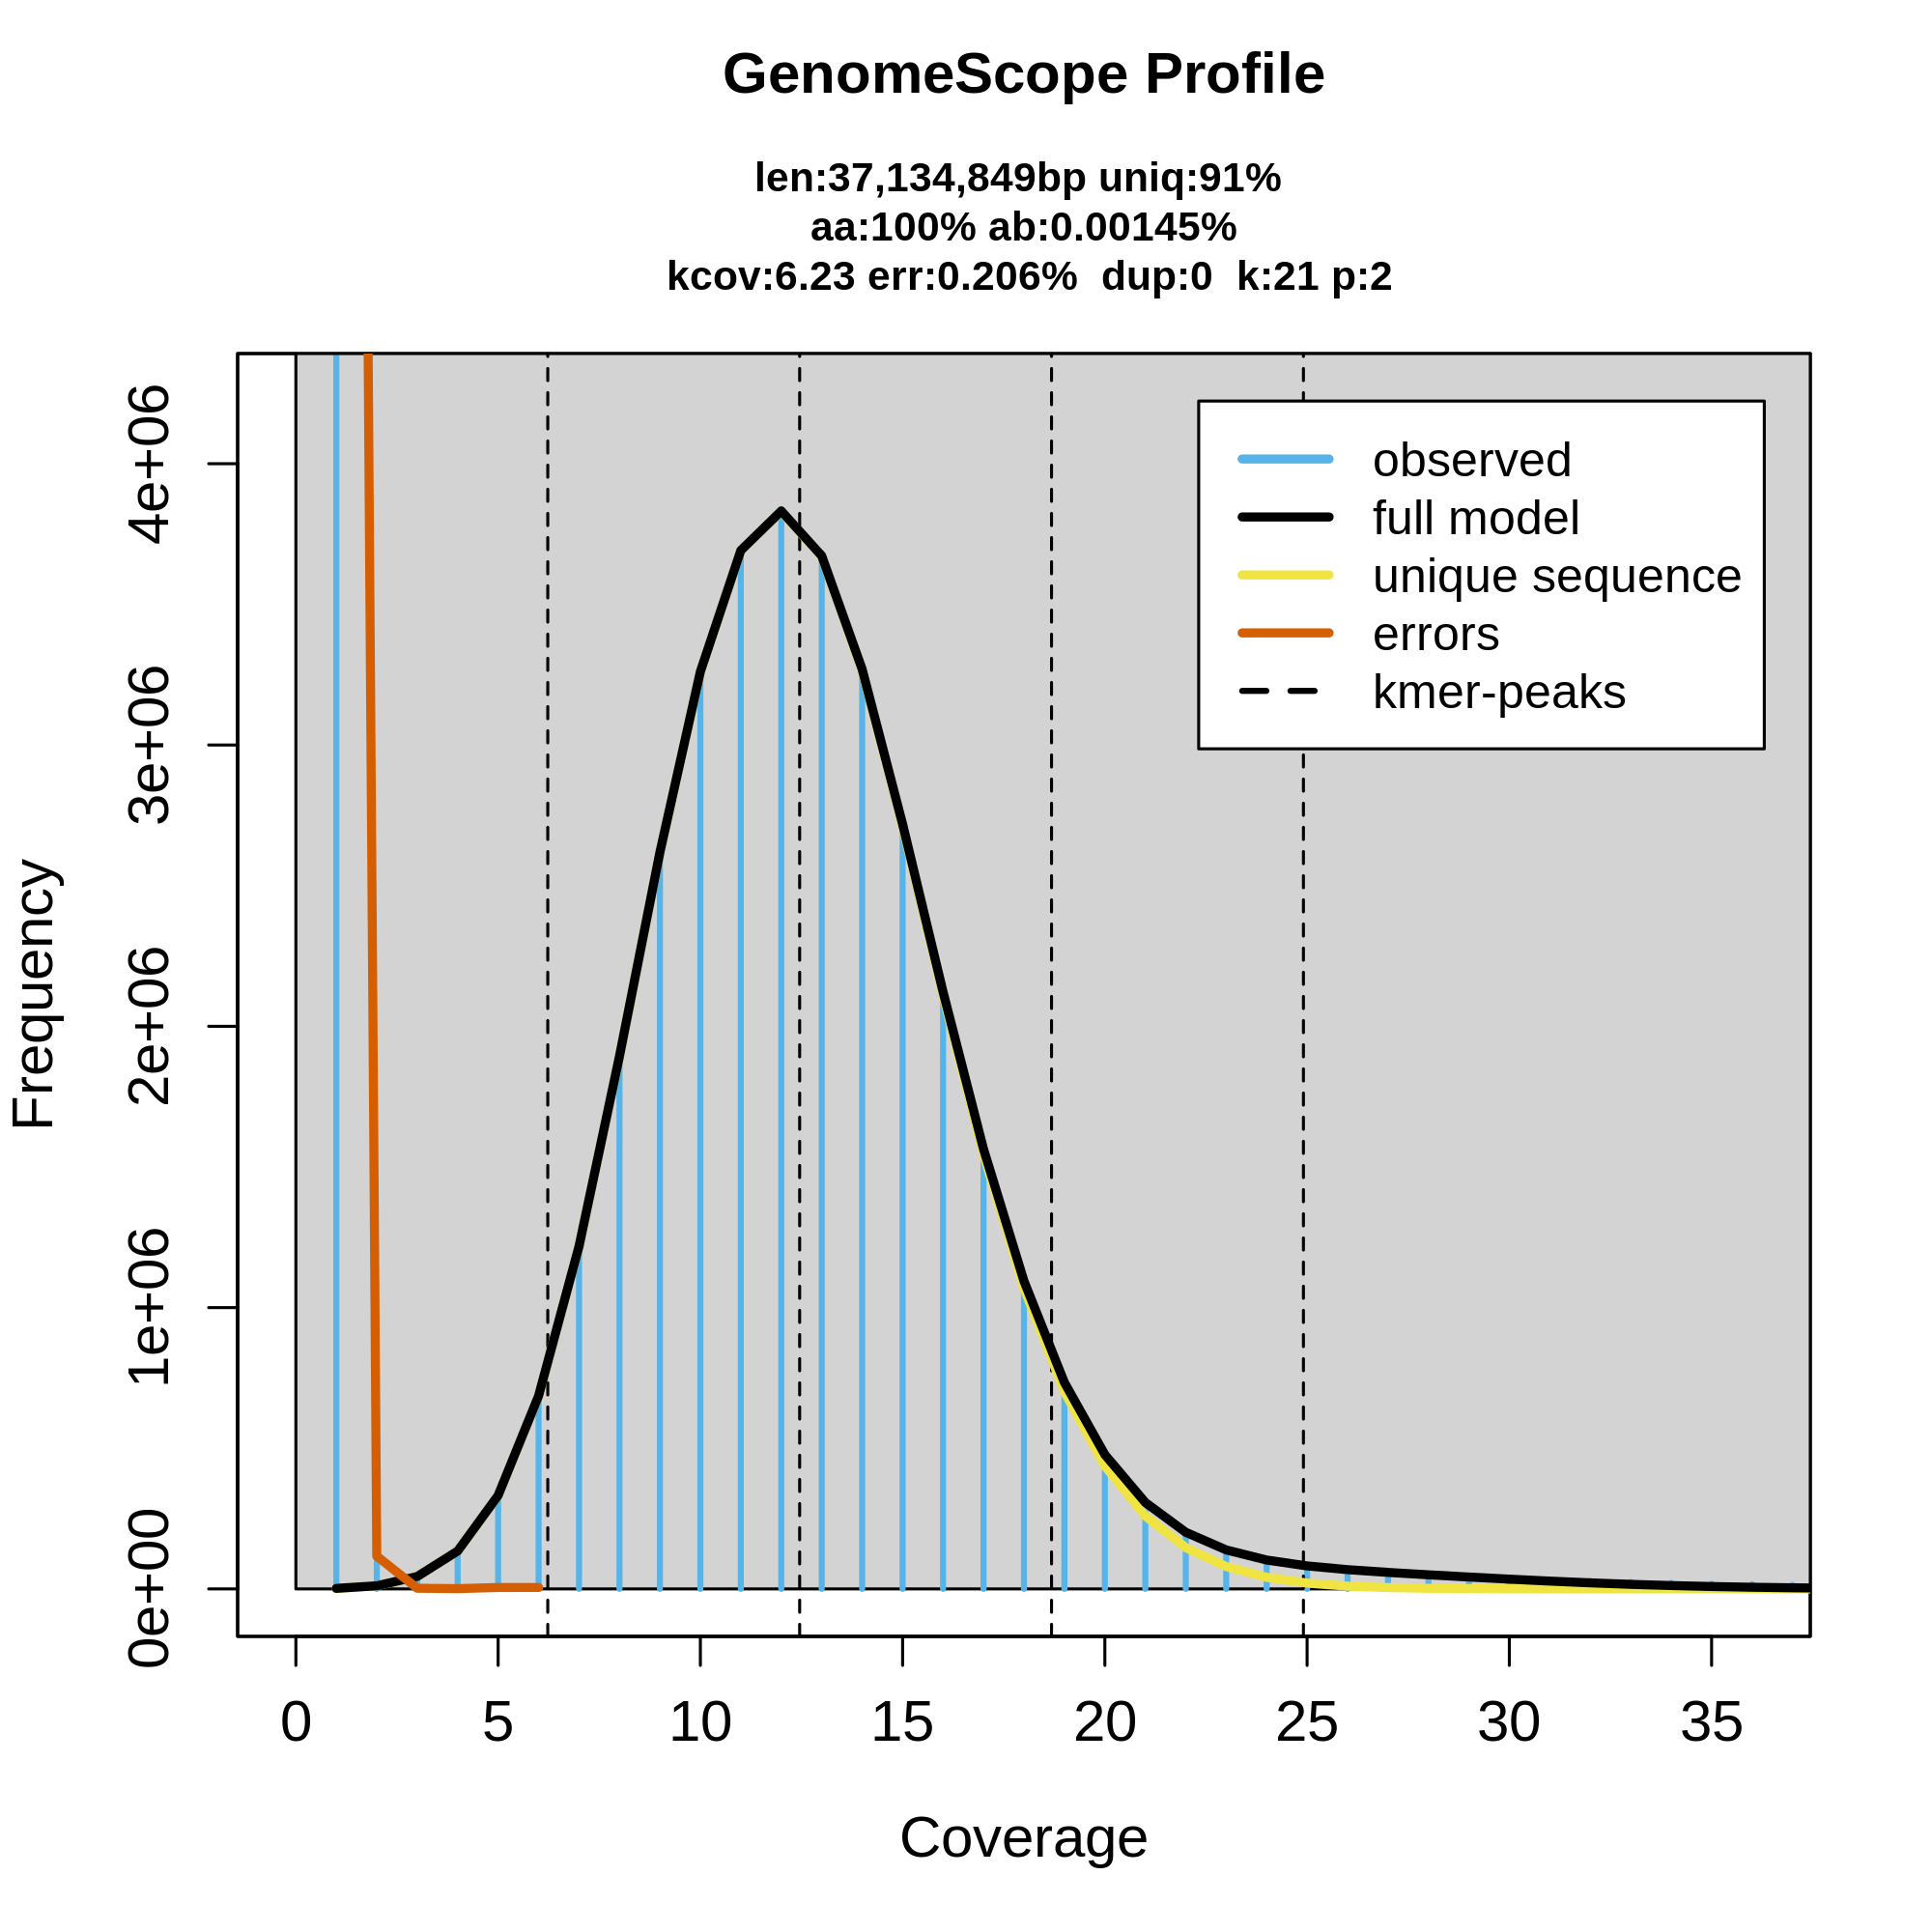 GenomeScope Profile
len:37,134,849bp uniq:91%
aa:100% ab:0.00145%
kcov:6.23 err:0.206%  dup:0  k:21 p:2
observed
full model
unique sequence
errors
kmer-peaks
4e+06
3e+06
2e+06
1e+06
0e+00
Frequency
0 5 10 15 20 25 30 35
Coverage